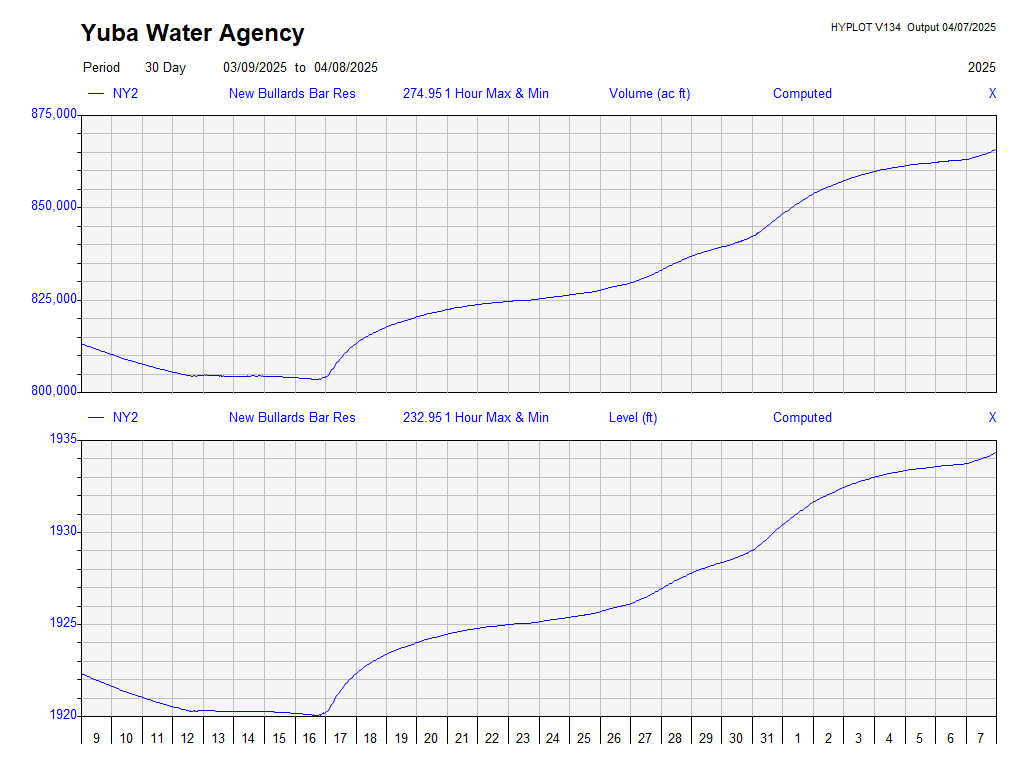 Yuba Water Agency
HYPLOT V134 Output 04/07/2025
Period 30 Day 03/09/2025 to 04/08/2025 2025
NY2 New Bullards Bar Res 274.95 1 Hour Max & Min Volume (ac ft) Computed X
875,000
850,000
825,000
800,000
NY2 New Bullards Bar Res 232.95 1 Hour Max & Min Level (ft) Computed X
1935
1930
1925
1920
9 10 11 12 13 14 15 16 17 18 19 20 21 22 23 24 25 26 27 28 29 30 31 1 2 3 4 5 6 7